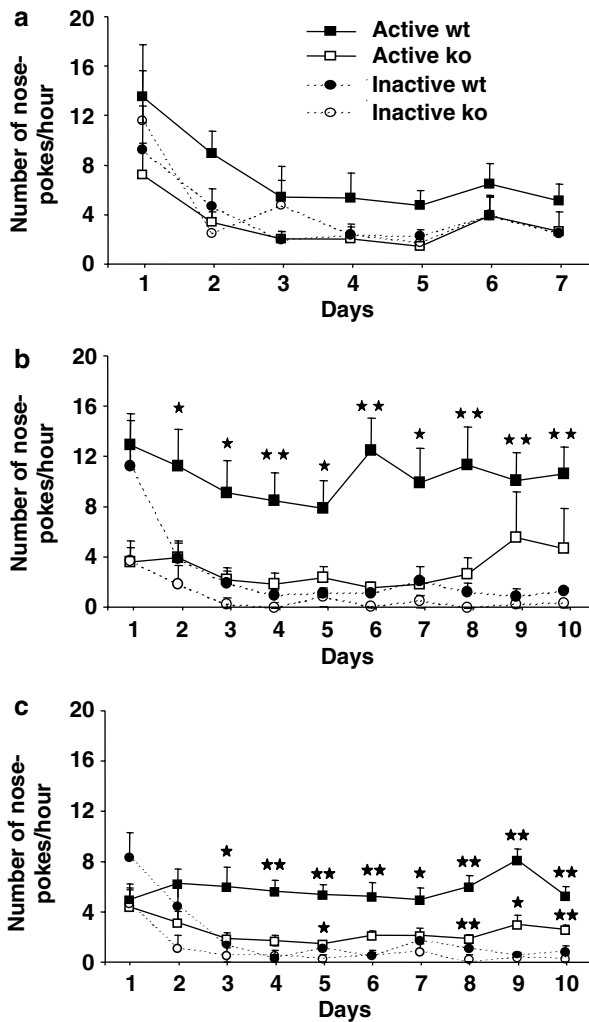 a
Number of nose-
pokes/hour
20
16
12
8
4
0
Active wt
Active ko
Inactive wt
Inactive ko
1 2 3 4 5 6 7
Days
b
Number of nose-
pokes/hour
20
16
12
8
4
0
★ ★ ★★ ★ ★★ ★ ★★ ★★ ★★
1 2 3 4 5 6 7 8 9 10
Days
c
Number of nose-
pokes/hour
20
16
12
8
4
0
★ ★★ ★★ ★★ ★ ★★ ★★ ★★
★ ★★ ★ ★★
1 2 3 4 5 6 7 8 9 10
Days